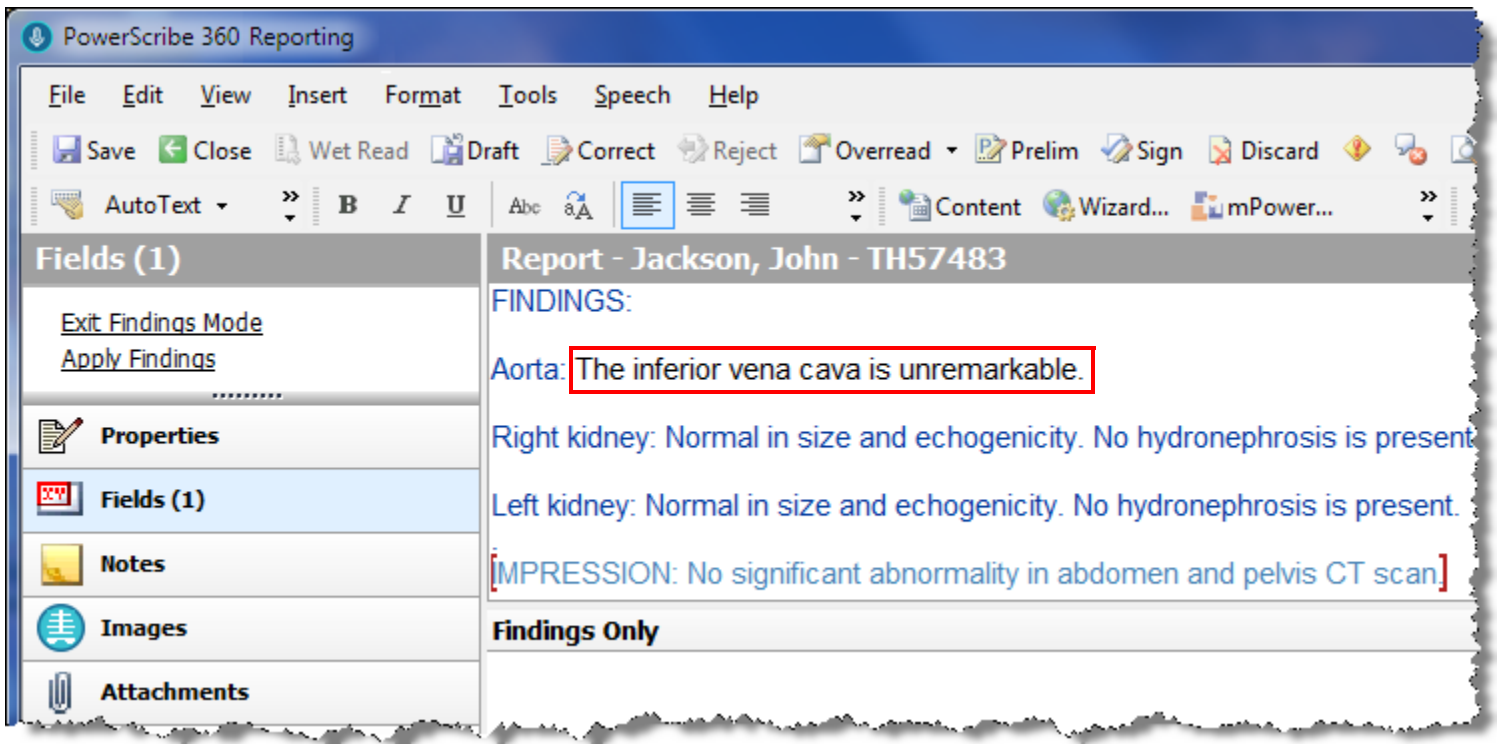 PowerScribe 360 Reporting
File Edit View Insert Format Tools Speech Help
Save Close Wet Read Draft Correct Reject Overread Prelim Sign Discard
AutoText B I U Abc Content Wizard... mPower...
Fields (1)
Report - Jackson, John - TH57483
Exit Findings Mode
Apply Findings
Properties
Fields (1)
Notes
Images
Attachments
FINDINGS:
Aorta: The inferior vena cava is unremarkable.
Right kidney: Normal in size and echogenicity. No hydronephrosis is present
Left kidney: Normal in size and echogenicity. No hydronephrosis is present.
[IMPRESSION: No significant abnormality in abdomen and pelvis CT scan.]
Findings Only